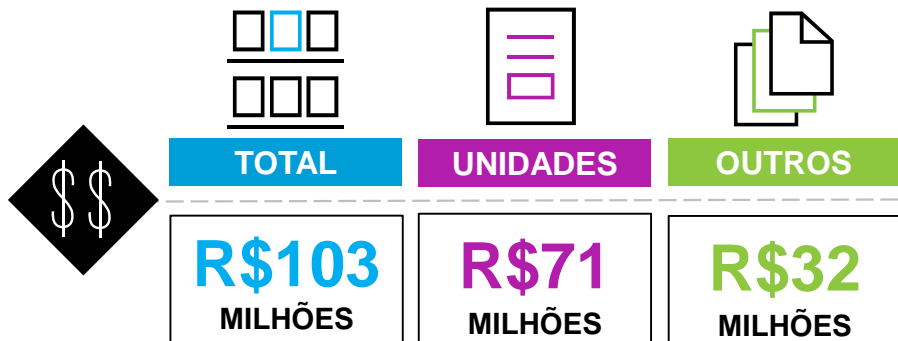 TOTAL
UNIDADES
OUTROS
$ $
R$103
MILHÕES
R$71
MILHÕES
R$32
MILHÕES